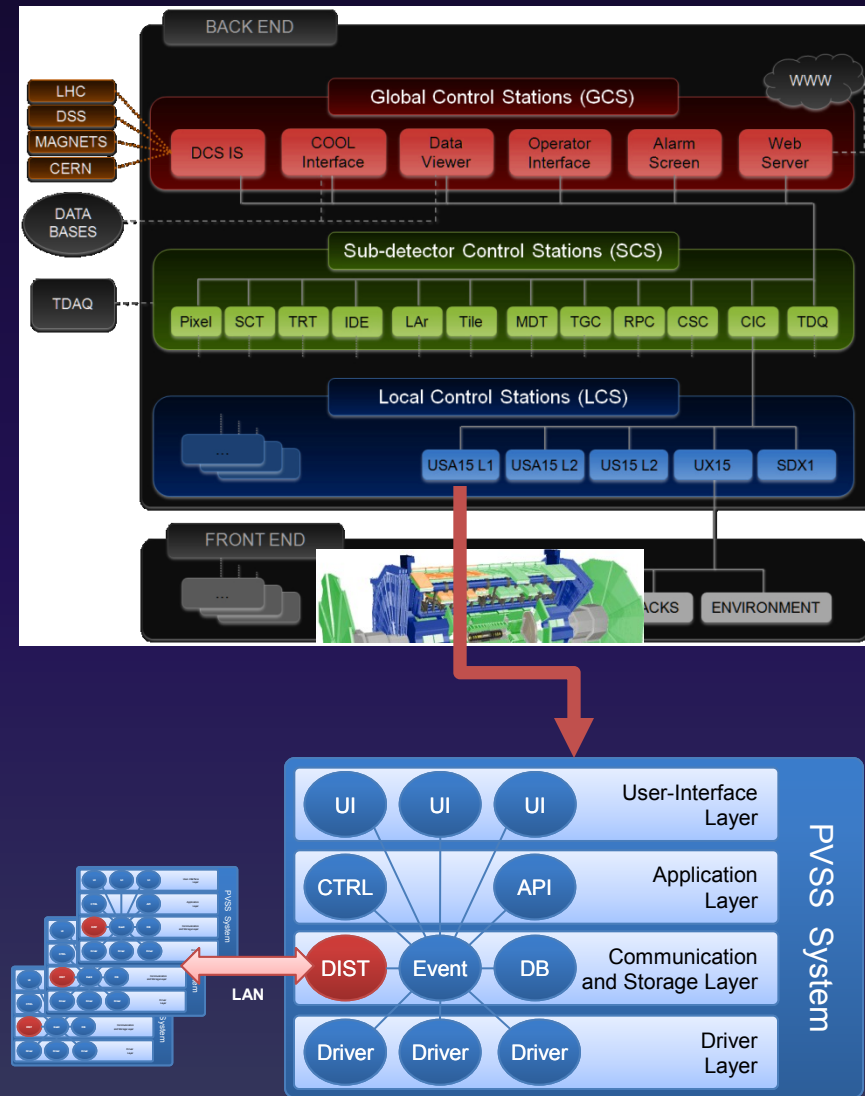 BACK END
WWW
LHC
DSS
MAGNETS
CERN
Global Control Stations (GCS)
DCS IS
COOL
Interface
Data
Viewer
Operator
Interface
Alarm
Screen
Web
Server
DATA
BASES
Sub-detector Control Stations (SCS)
TDAQ
Pixel
SCT
TRT
IDE
LAr
Tile
MDT
TGC
RPC
CSC
CIC
TDQ
Local Control Stations (LCS)
...
USA15 L1
USA15 L2
US15 L2
UX15
SDX1
FRONT END
...
ACKS
ENVIRONMENT
UI
UI
UI
User-Interface
Layer
CTRL
API
Application
Layer
DIST
Event
DB
Communication
and Storage Layer
Driver
Driver
Driver
Driver
Layer
PVSS System
LAN
PVSS System
System
System